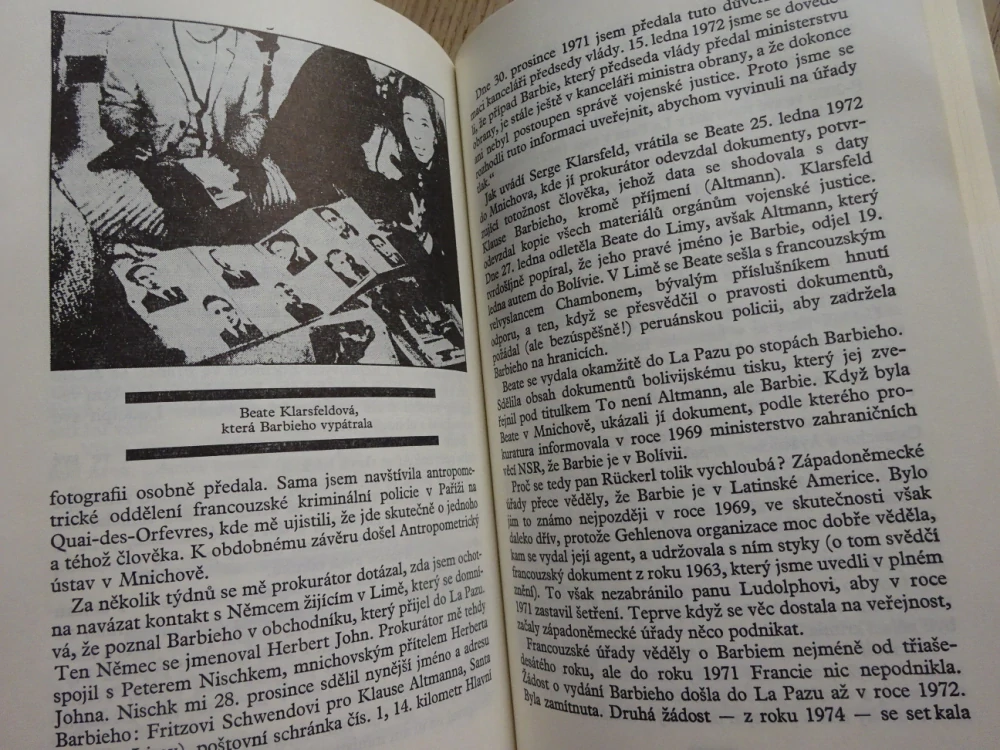 Beate Klarsfeldová,
která Barbieho vypátrala
fotografii osobně předala. Sama jsem navštívila antropome-
trické oddělení francouzské kriminální policie v Paříži na
Quai-des-Orfevres, kde mě ujistili, že jde skutečně o jednoho
a téhož člověka. K obdobnému závěru došel Antropometrický
ústav v Mnichově.
Za několik týdnů se mě prokurátor dotázal, zda jsem ochot-
na navázat kontakt s Němcem žijícím v Limě, který se domní-
vá, že poznal Barbieho v obchodníku, který přijel do La Pazu.
Ten Němec se jmenoval Herbert John. Prokurátor mě tehdy
spojil s Peterem Nischkem, mnichovským přítelem Herberta
Johna. Nischk mi 28. prosince sdělil nynější jméno a adresu
Barbieho: Fritzovi Schwendovi pro Klause Altmanna, Santa
poštovní schránka čís. 1, 14. kilometr Hlavní
Dne 30. prosince 1971 jsem předala tuto
maci kanceláři předsedy vlády. 15. ledna 1972 jsme se
li, že případ Barbie, který předseda vlády předal ministerstvu
obrany, je stále ještě v kanceláři ministra obrany, a že dokonce
ani nebyl postoupen správě vojenské justice. Proto jsme se
rozhodli tuto informaci uveřejnit, abychom vyvinuli na úřady
tlak."
Jak uvádí Serge Klarsfeld, vrátila se Beate 25. ledna 1972
do Mnichova, kde jí prokurátor odevzdal dokumenty, potvr-
zující totožnost člověka, jehož data se shodovala s daty
Klause Barbieho, kromě příjmení (Altmann). Klarsfeld
odevzdal kopie všech materiálů orgánům vojenské justice.
Dne 27. ledna odletěla Beate do Limy, avšak Altmann, který
tvrdošíjně popíral, že jeho pravé jméno je Barbie, odjel 19.
ledna autem do Bolívie. V Limě se Beate sešla s francouzským
velvyslancem Chambonem, bývalým příslušníkem hnutí
odporu, a ten, když se přesvědčil o pravosti dokumentů,
požádal (ale bezúspěšně!) peruánskou policii, aby zadržela
Barbieho na hranicích.
Beate se vydala okamžitě do La Pazu po stopách Barbieho.
Sdělila obsah dokumentů bolivijskému tisku, který jej zve-
řejnil pod titulkem To není Altmann, ale Barbie. Když byla
Beate v Mnichově, ukázali jí dokument, podle kterého pro-
kuratura informovala v roce 1969 ministerstvo zahraničních
věcí NSR, že Barbie je v Bolívii.
Proč se tedy pan Rückerl tolik vychloubá? Západoněmecké
úřady přece věděly, že Barbie je v Latinské Americe. Bylo
jim to známo nejpozději v roce 1969, ve skutečnosti však
daleko dřív, protože Gehlenova organizace moc dobře věděla,
kam se vydal její agent, a udržovala s ním styky (o tom svědčí
francouzský dokument z roku 1963, který jsme uvedli v plném
znění). To však nezabránilo panu Ludolphovi, aby v roce
1971 zastavil šetření. Teprve když se věc dostala na veřejnost,
začaly západoněmecké úřady něco podnikat.
Francouzské úřady věděly o Barbiem nejméně od třiaše-
desátého roku, ale do roku 1971 Francie nic nepodnikla.
Žádost o vydání Barbieho došla do La Pazu až v roce 1972.
Byla zamítnuta. Druhá žádost — z roku 1974 — se setkala